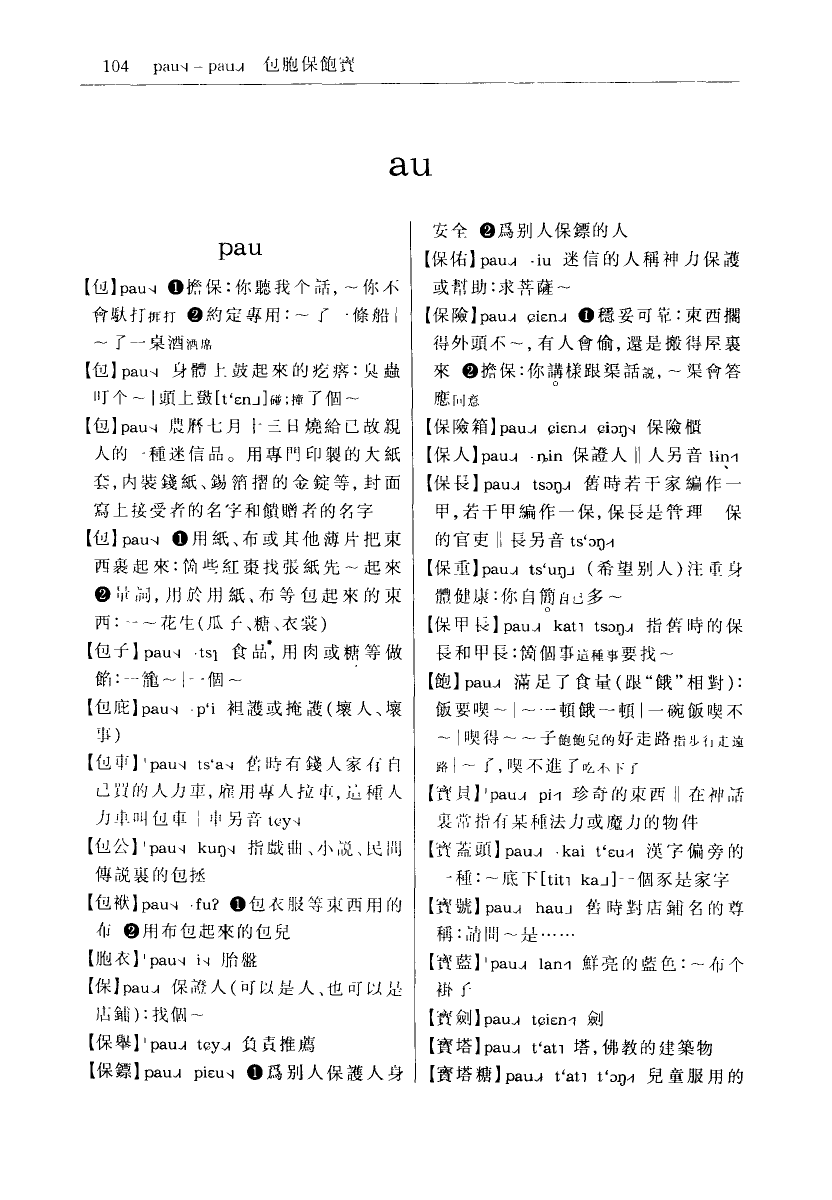 104 pau˧˩ – pau˨˩ 包胞保飽寶
au
pau
【包】pau˧˩ ❶擔保：你聽我个話，～你不
會馱打挨打 ❷約定專用：～了一條船｜
～了一桌酒酒席
【包】pau˧˩ 身體上鼓起來的疙瘩：臭蟲
叮个～｜頭上鼓[t‘ɛn˩]碰；撞了個～
【包】pau˧˩ 農曆七月十三日燒給已故親
人的一種迷信品。用專門印製的大紙
套，内裝錢紙、錫箔摺的金錠等，封面
寫上接受者的名字和饋贈者的名字
【包】pau˧˩ ❶用紙、布或其他薄片把東
西裹起來：箇些紅棗找張紙先～起來
❷量詞，用於用紙、布等包起來的東
西：一～花生（瓜子、糖、衣裳）
【包子】pau˧˩ ·tsɿ 食品，用肉或糖等做
餡：一籠～｜一個～
【包庇】pau˧˩ ·p‘i 袒護或掩護（壞人、壞
事）
【包車】ˈpau˧˩ ts‘a˧˩ 舊時有錢人家有自
己買的人力車，雇用專人拉車，這種人
力車叫包車｜車另音 tɕy˧˩
【包公】ˈpau˧˩ kuŋ˧˩ 指戲曲、小説、民間
傳説裏的包拯
【包袱】pau˧˩ ·fuʔ ❶包衣服等東西用的
布 ❷用布包起來的包兒
【胞衣】ˈpau˧˩ i˧˩ 胎盤
【保】pau˨˩ 保證人（可以是人、也可以是
店鋪）：找個～
【保舉】ˈpau˨˩ tɕy˨˩ 負責推薦
【保鏢】pau˨˩ piɛu˧˩ ❶爲别人保護人身
安全 ❷爲别人保鏢的人
【保佑】pau˨˩ ·iu 迷信的人稱神力保護
或幫助：求菩薩～
【保險】pau˨˩ ɕiɛn˨˩ ❶穩妥可靠：東西擱
得外頭不～，有人會偷，還是搬得屋裏
來 ❷擔保：你講樣跟渠話説，～渠會答
應同意
【保險箱】pau˨˩ ɕiɛn˨˩ ɕiɔŋ˧˩ 保險櫃
【保人】pau˨˩ ·ȵin 保證人‖人另音 lin˧˥
【保長】pau˨˩ tsɔŋ˨˩ 舊時若干家編作一
甲，若干甲編作一保，保長是管理 保
的官吏‖長另音 ts‘ɔŋ˧˥
【保重】pau˨˩ ts‘uŋ˩ （希望别人）注重身
體健康：你自簡自己多～
【保甲長】pau˨˩ kat˥ tsɔŋ˨˩ 指舊時的保
長和甲長：箇個事這種事要找～
【飽】pau˨˩ 滿足了食量（跟“餓”相對）：
飯要喫～｜～一頓餓一頓｜一碗飯喫不
～｜喫得～～子飽飽兒的好走路指步行走遠
路｜～了，喫不進了吃不下了
【寶貝】ˈpau˨˩ pi˧˥ 珍奇的東西‖在神話
裏常指有某種法力或魔力的物件
【寶蓋頭】pau˨˩ ·kai t‘ɛu˧˥ 漢字偏旁的
一種：～底下[tit˥ ka˩]一個豕是家字
【寶號】pau˨˩ hau˩ 舊時對店鋪名的尊
稱：請問～是……
【寶藍】ˈpau˨˩ lan˧˥ 鮮亮的藍色：～布个
褂子
【寶劍】pau˨˩ tɕiɛn˧˥ 劍
【寶塔】pau˨˩ t‘at˥ 塔，佛教的建築物
【寶塔糖】pau˨˩ t‘at˥ t‘ɔŋ˧˥ 兒童服用的